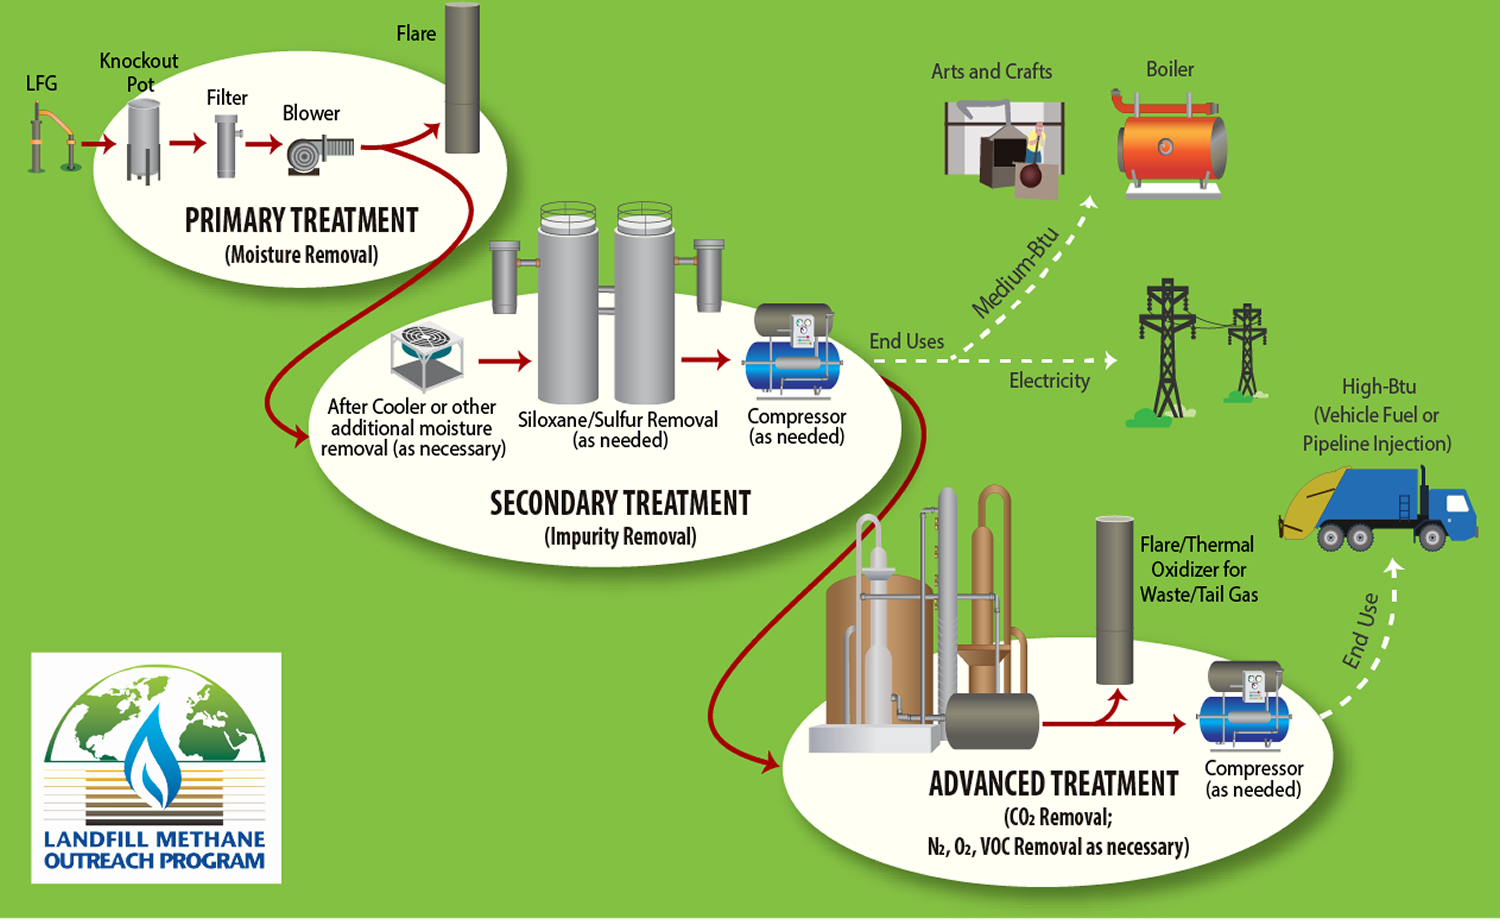 LFG
Knockout
Pot
Filter
Blower
Flare
PRIMARY TREATMENT
(Moisture Removal)
After Cooler or other
additional moisture
removal (as necessary)
Siloxane/Sulfur Removal
(as needed)
Compressor
(as needed)
SECONDARY TREATMENT
(Impurity Removal)
End Uses
Medium-Btu
Arts and Crafts
Boiler
Electricity
High-Btu
(Vehicle Fuel or
Pipeline Injection)
Flare/Thermal
Oxidizer for
Waste/Tail Gas
End Use
Compressor
(as needed)
ADVANCED TREATMENT
(CO₂ Removal;
N₂, O₂, VOC Removal as necessary)
LANDFILL METHANE
OUTREACH PROGRAM